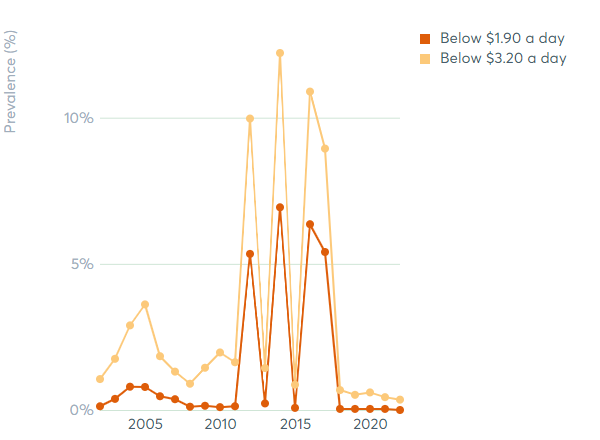 Prevalence (%)
Below $1.90 a day
Below $3.20 a day
10%
5%
0%
2005 2010 2015 2020